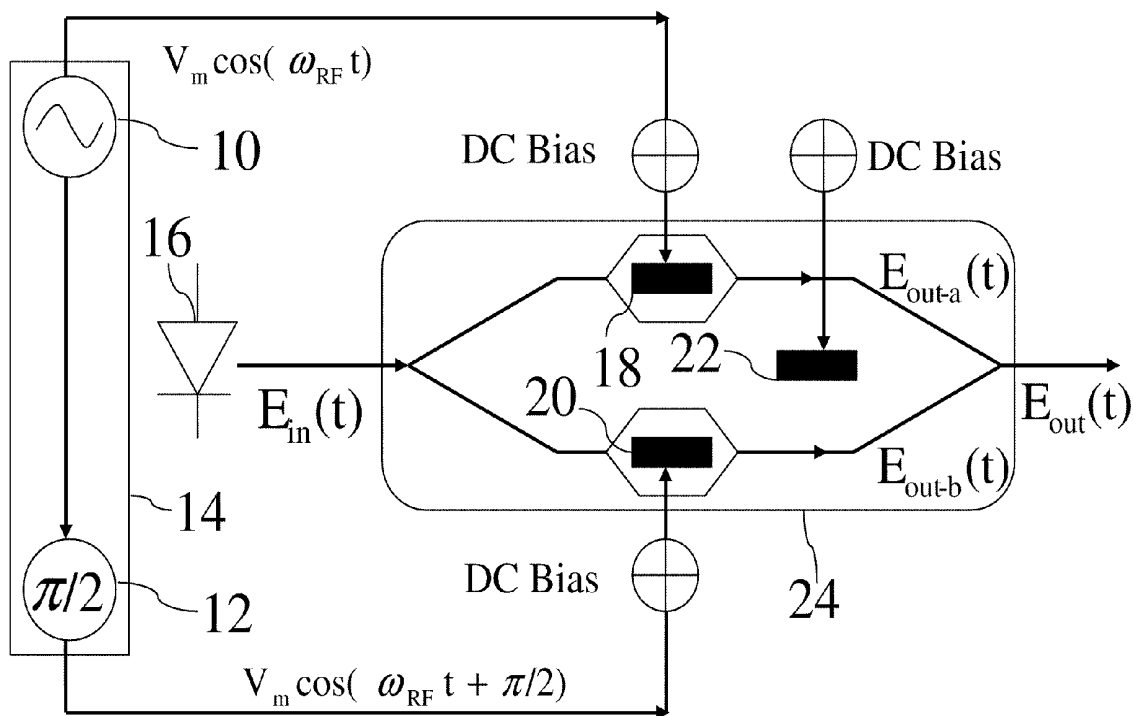 V_m cos( ω_RF t)
10
DC Bias
DC Bias
16
E_out-a(t)
18
22
E_in(t)
20
E_out(t)
E_out-b(t)
14
π/2
12
DC Bias
24
V_m cos( ω_RF t + π/2)